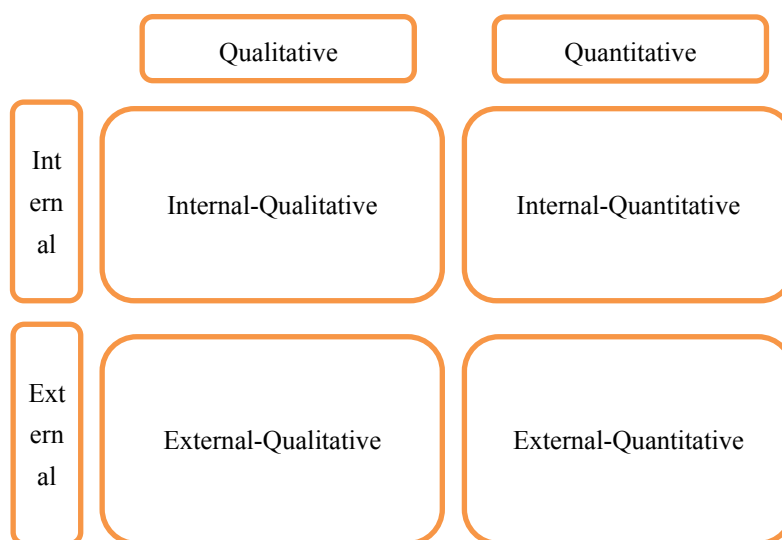 Qualitative
Quantitative
Int
ern
al
Internal-Qualitative
Internal-Quantitative
Ext
ern
al
External-Qualitative
External-Quantitative